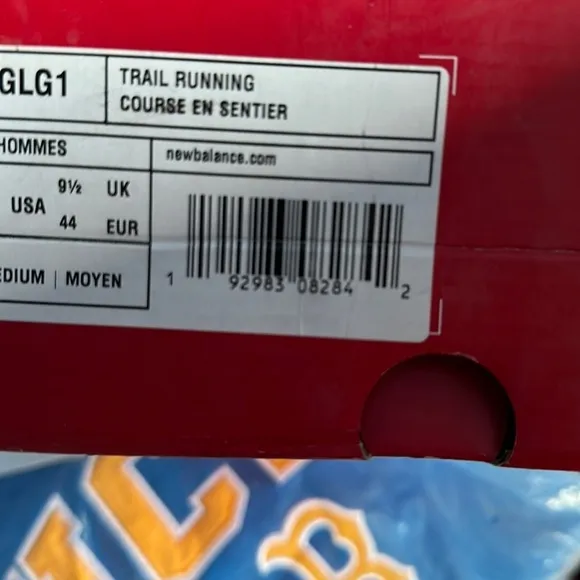 GLG1
TRAIL RUNNING
COURSE EN SENTIER
HOMMES
newbalance.com
USA
9½ UK
44 EUR
EDIUM | MOYEN
1 92983 08284 2